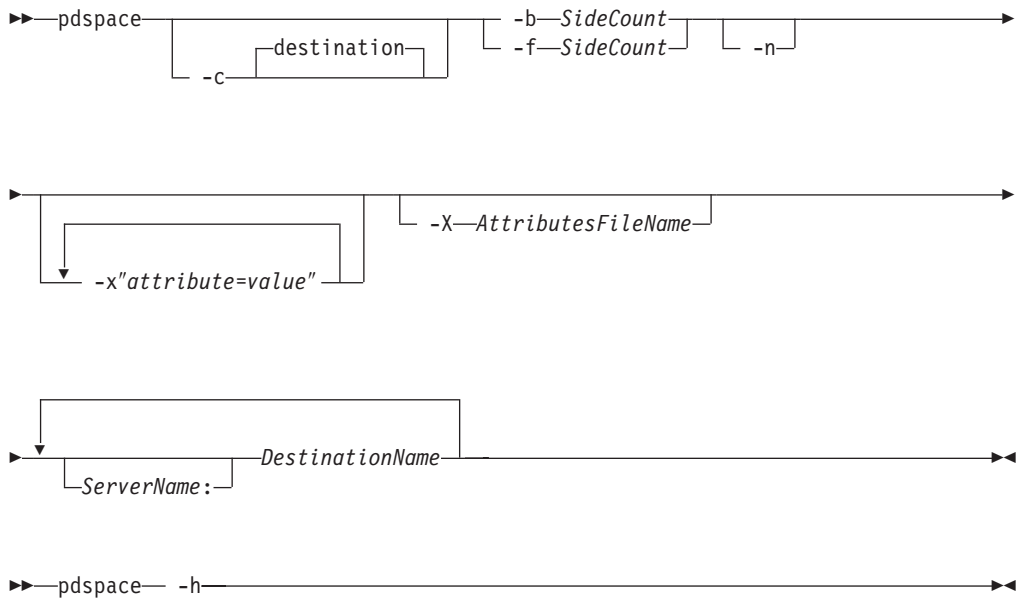 pdspace -b SideCount
destination -f SideCount -n
-c
-X AttributesFileName
-x"attribute=value"
DestinationName
ServerName:
pdspace -h